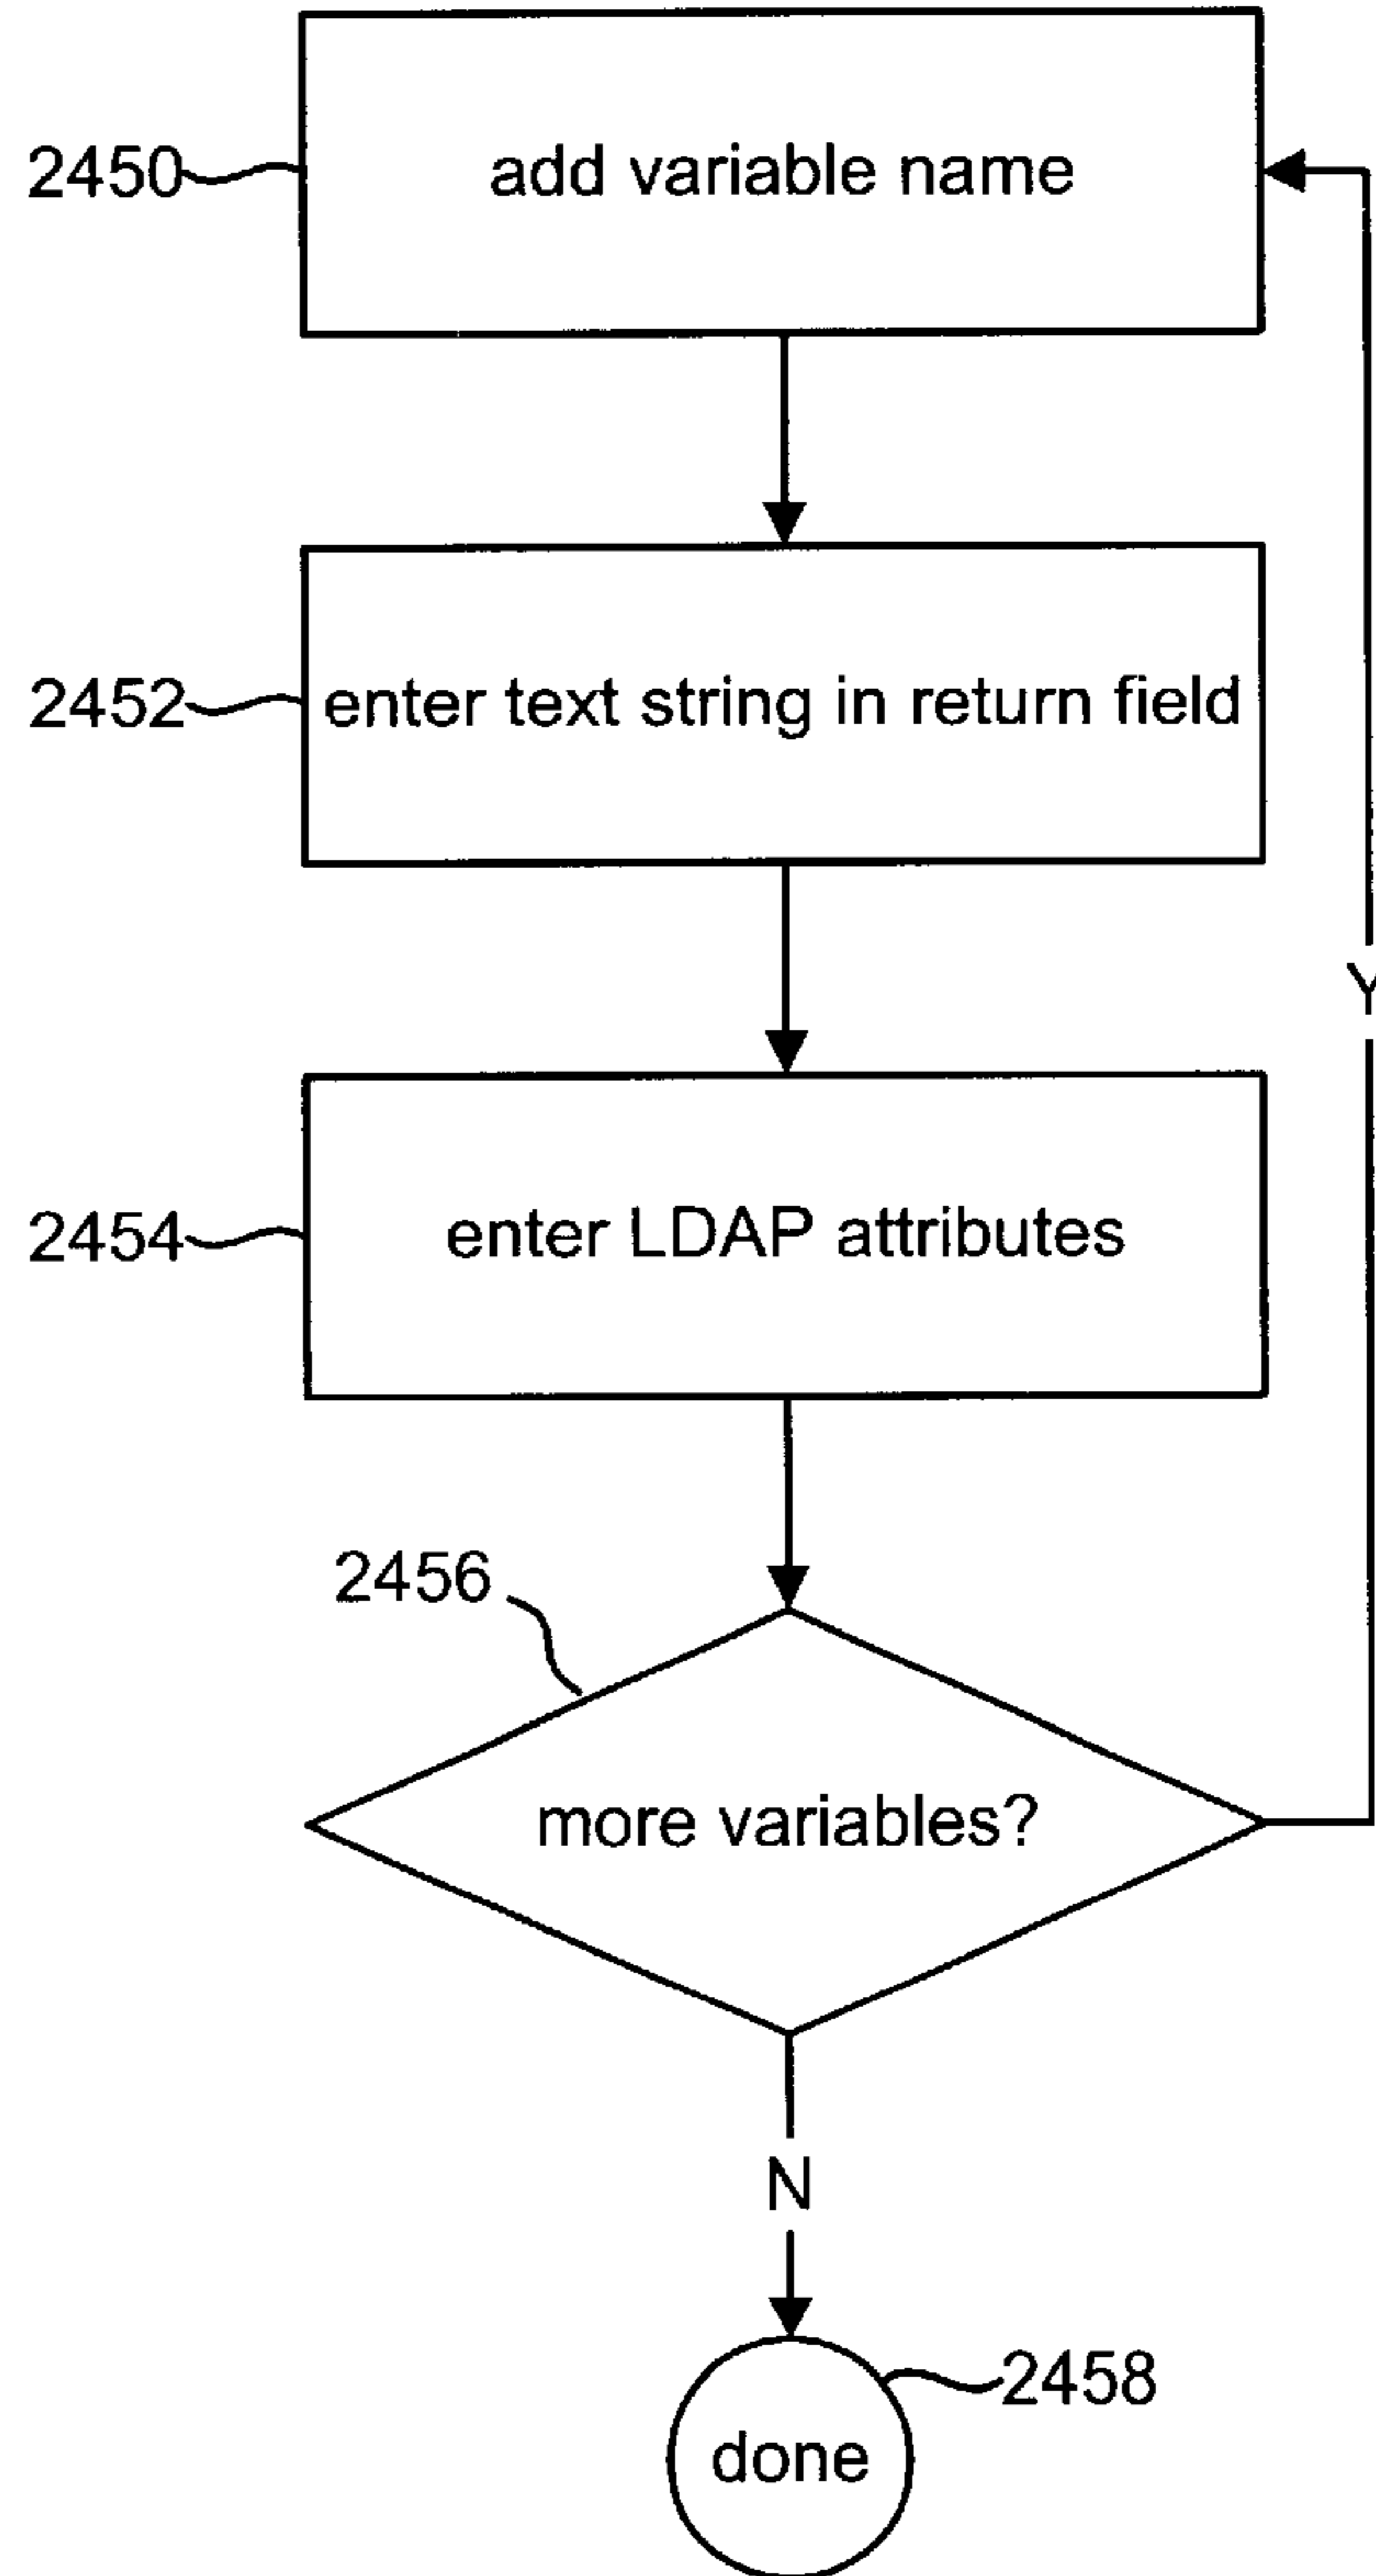 2450
add variable name
2452
enter text string in return field
Y
2454
enter LDAP attributes
2456
more variables?
N
2458
done